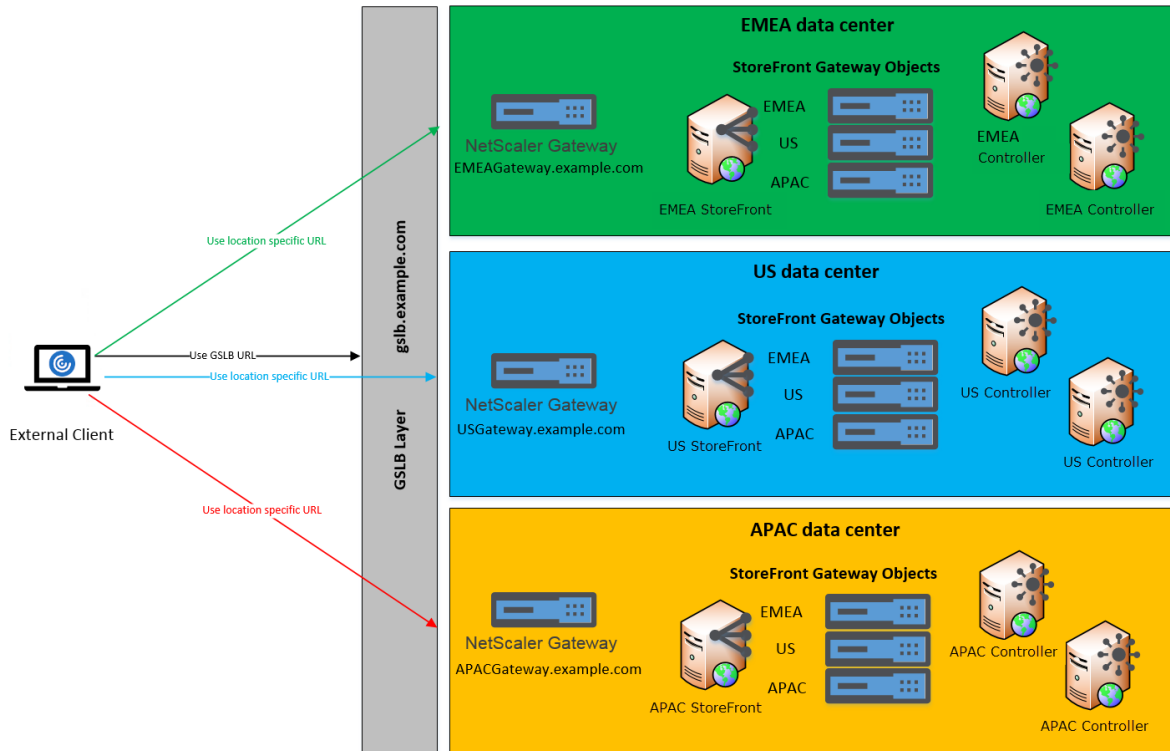 EMEA data center
StoreFront Gateway Objects
EMEA
US
APAC
NetScaler Gateway
EMEAGateway.example.com
EMEA StoreFront
EMEA
Controller
EMEA Controller
Use location specific URL
gslb.example.com
GSLB Layer
Use GSLB URL
Use location specific URL
External Client
Use location specific URL
US data center
StoreFront Gateway Objects
EMEA
US
APAC
NetScaler Gateway
USGateway.example.com
US StoreFront
US Controller
US Controller
APAC data center
StoreFront Gateway Objects
EMEA
US
APAC
NetScaler Gateway
APACGateway.example.com
APAC StoreFront
APAC Controller
APAC Controller